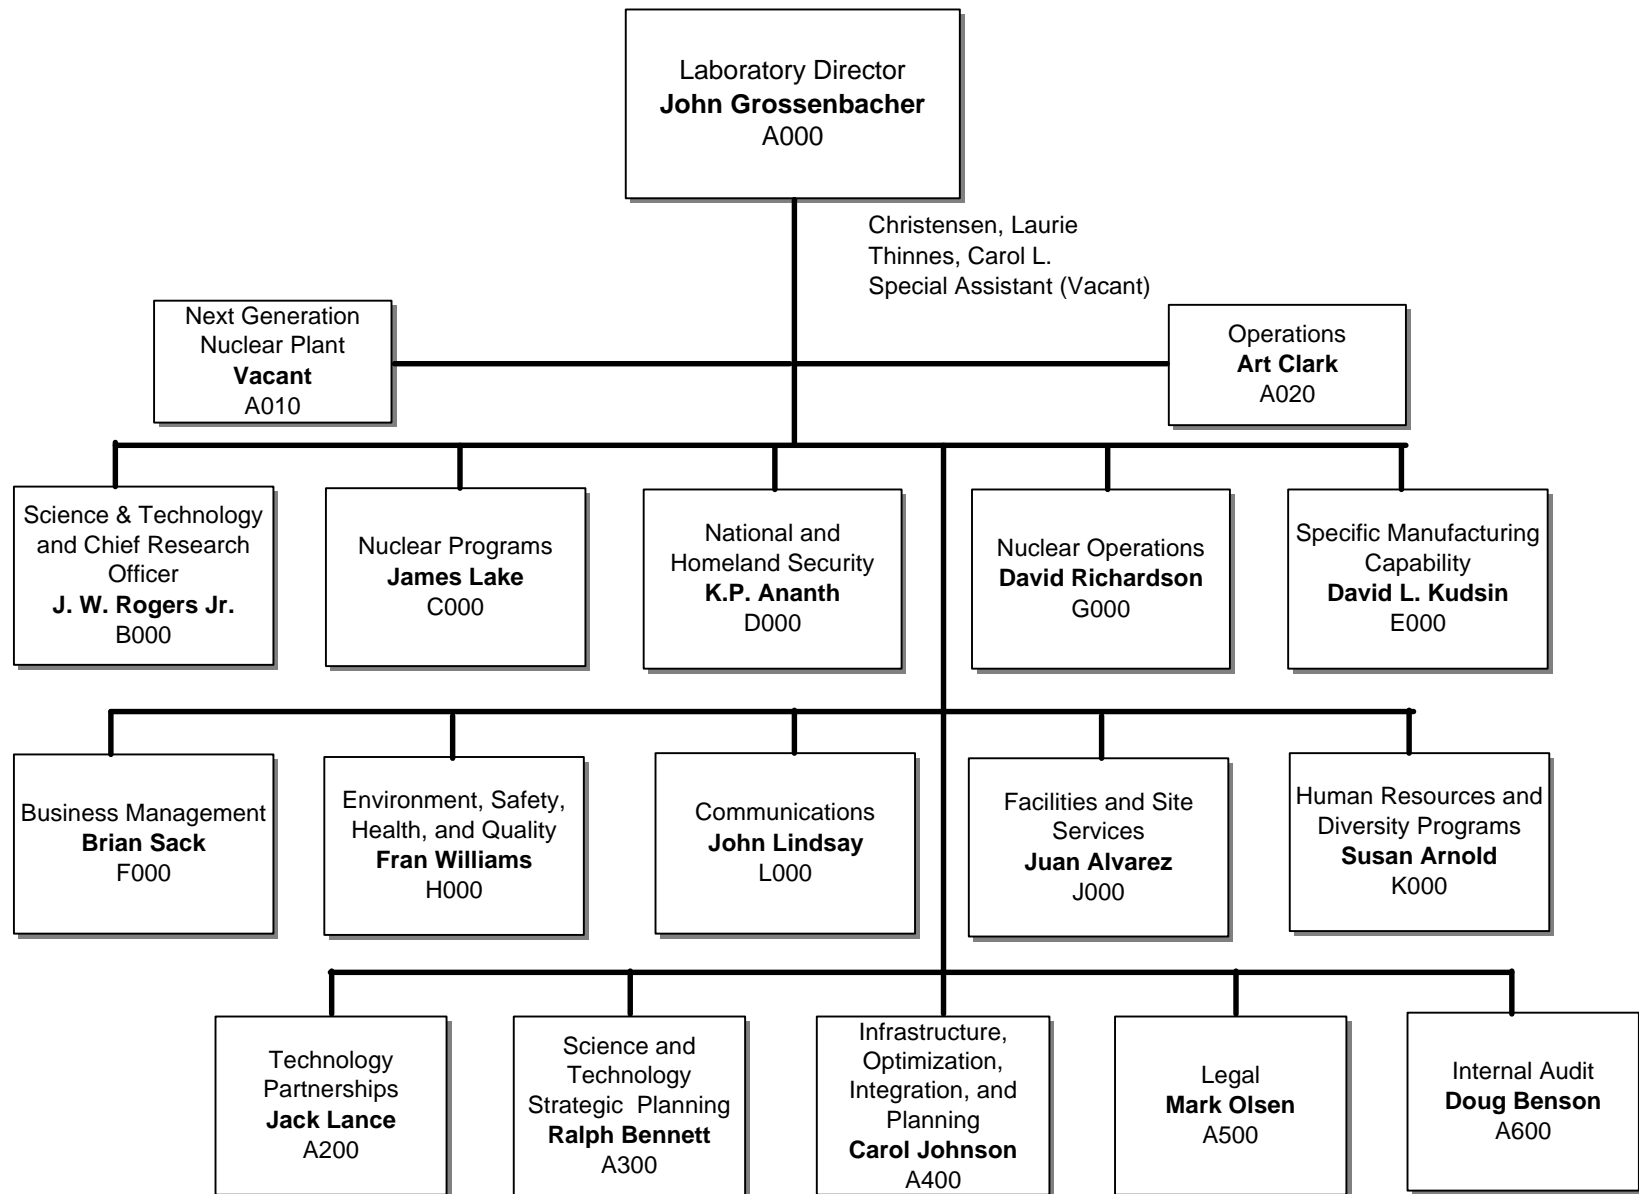 Laboratory Director
John Grossenbacher
A000
Christensen, Laurie
Thinnes, Carol L.
Special Assistant (Vacant)
Next Generation
Nuclear Plant
Vacant
A010
Operations
Art Clark
A020
Science & Technology
and Chief Research
Officer
J. W. Rogers Jr.
B000
Nuclear Programs
James Lake
C000
National and
Homeland Security
K.P. Ananth
D000
Nuclear Operations
David Richardson
G000
Specific Manufacturing
Capability
David L. Kudsin
E000
Business Management
Brian Sack
F000
Environment, Safety,
Health, and Quality
Fran Williams
H000
Communications
John Lindsay
L000
Facilities and Site
Services
Juan Alvarez
J000
Human Resources and
Diversity Programs
Susan Arnold
K000
Technology
Partnerships
Jack Lance
A200
Science and
Technology
Strategic Planning
Ralph Bennett
A300
Infrastructure,
Optimization,
Integration, and
Planning
Carol Johnson
A400
Legal
Mark Olsen
A500
Internal Audit
Doug Benson
A600